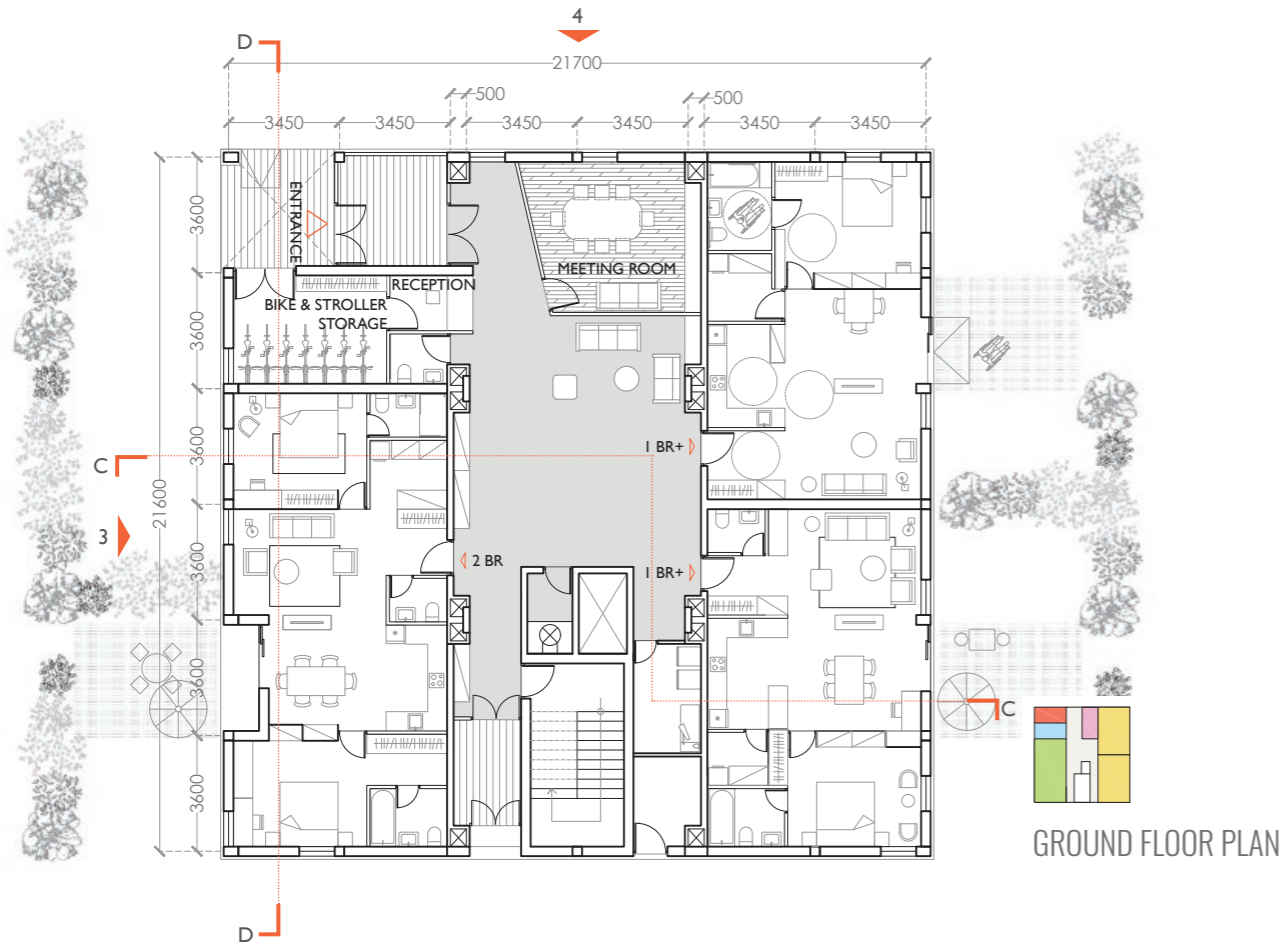 4
D
21700
500
500
3450
3450
3450
3450
3450
3450
3600
ENTRANCE
MEETING ROOM
RECEPTION
BIKE & STROLLER
STORAGE
3600
3600
1 BR+
C
21600
3
3600
2 BR
1 BR+
3600
C
3600
GROUND FLOOR PLAN
D